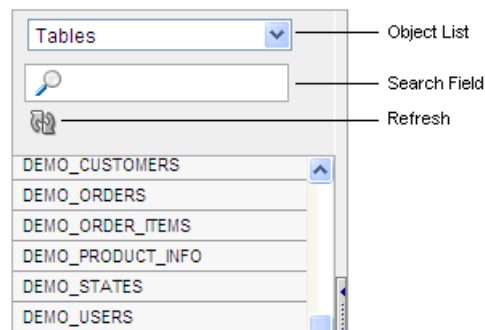 Tables
Object List
Search Field
Refresh
DEMO_CUSTOMERS
DEMO_ORDERS
DEMO_ORDER_ITEMS
DEMO_PRODUCT_INFO
DEMO_STATES
DEMO_USERS